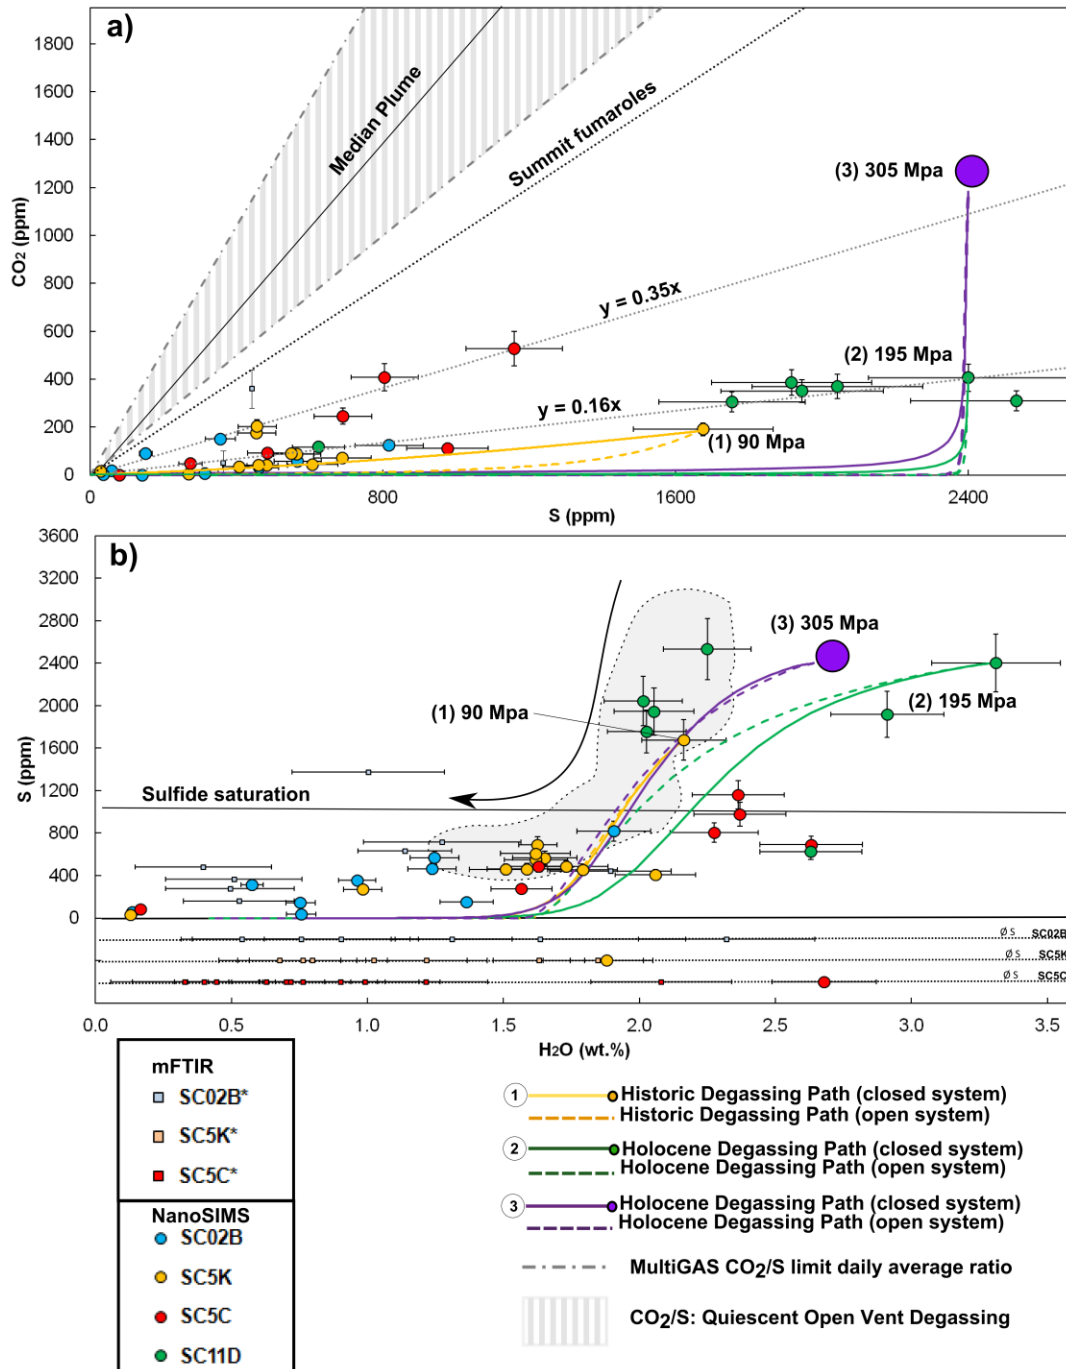 a)
1800
1600
1400
1200
1000
800
600
400
200
0
CO2 (ppm)
Median Plume
Summit fumaroles
(3) 305 Mpa
y = 0.35x
(2) 195 Mpa
y = 0.16x
(1) 90 Mpa
0
800
1600
2400
S (ppm)
b)
3600
3200
2800
2400
2000
1600
1200
800
400
0
S (ppm)
(3) 305 Mpa
(1) 90 Mpa
(2) 195 Mpa
Sulfide saturation
Ø S SC02B
Ø S SC5K
Ø S SC5C
0.0
0.5
1.0
1.5
2.0
2.5
3.0
3.5
H2O (wt.%)
mFTIR
SC02B*
SC5K*
SC5C*
NanoSIMS
SC02B
SC5K
SC5C
SC11D
1 Historic Degassing Path (closed system)
Historic Degassing Path (open system)
2 Holocene Degassing Path (closed system)
Holocene Degassing Path (open system)
3 Holocene Degassing Path (closed system)
Holocene Degassing Path (open system)
MultiGAS CO2/S limit daily average ratio
CO2/S: Quiescent Open Vent Degassing